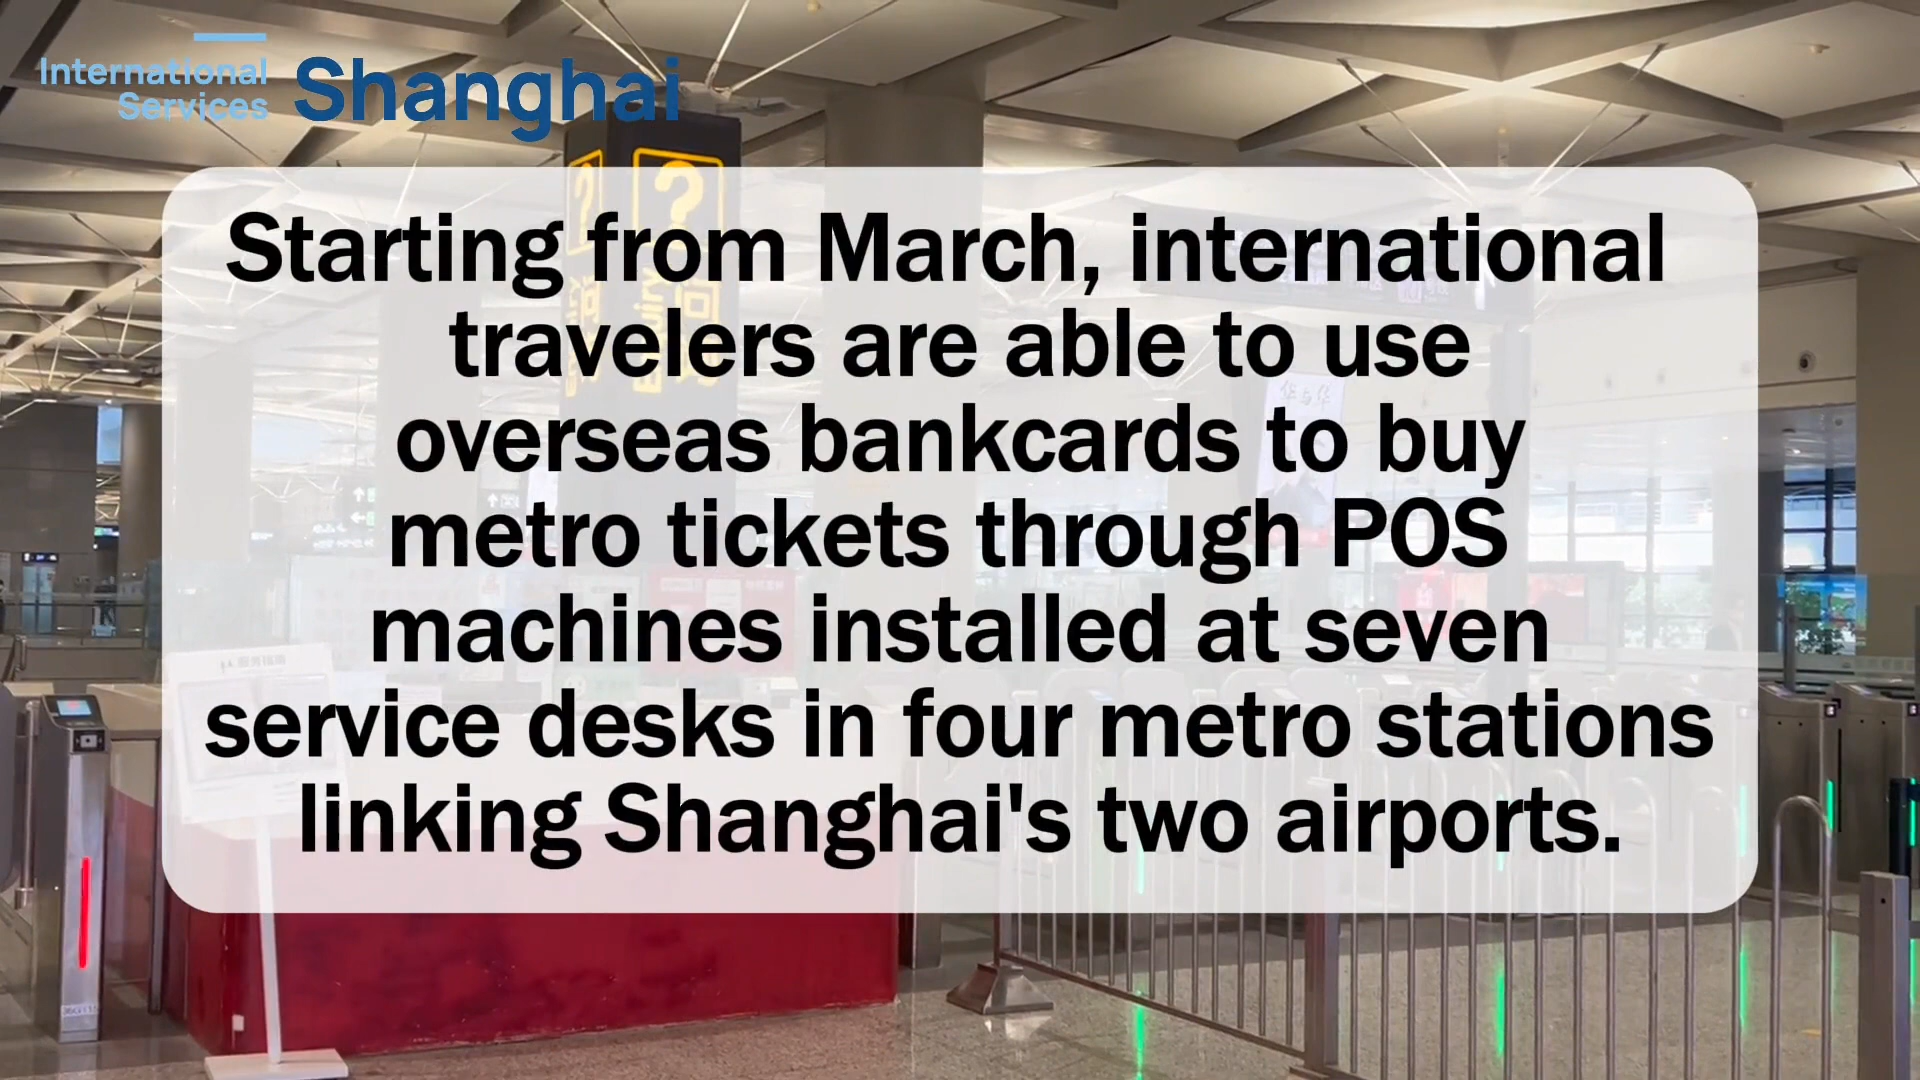 International
Services
Shanghai
Starting from March, international
travelers are able to use
overseas bankcards to buy
metro tickets through POS
machines installed at seven
service desks in four metro stations
linking Shanghai's two airports.